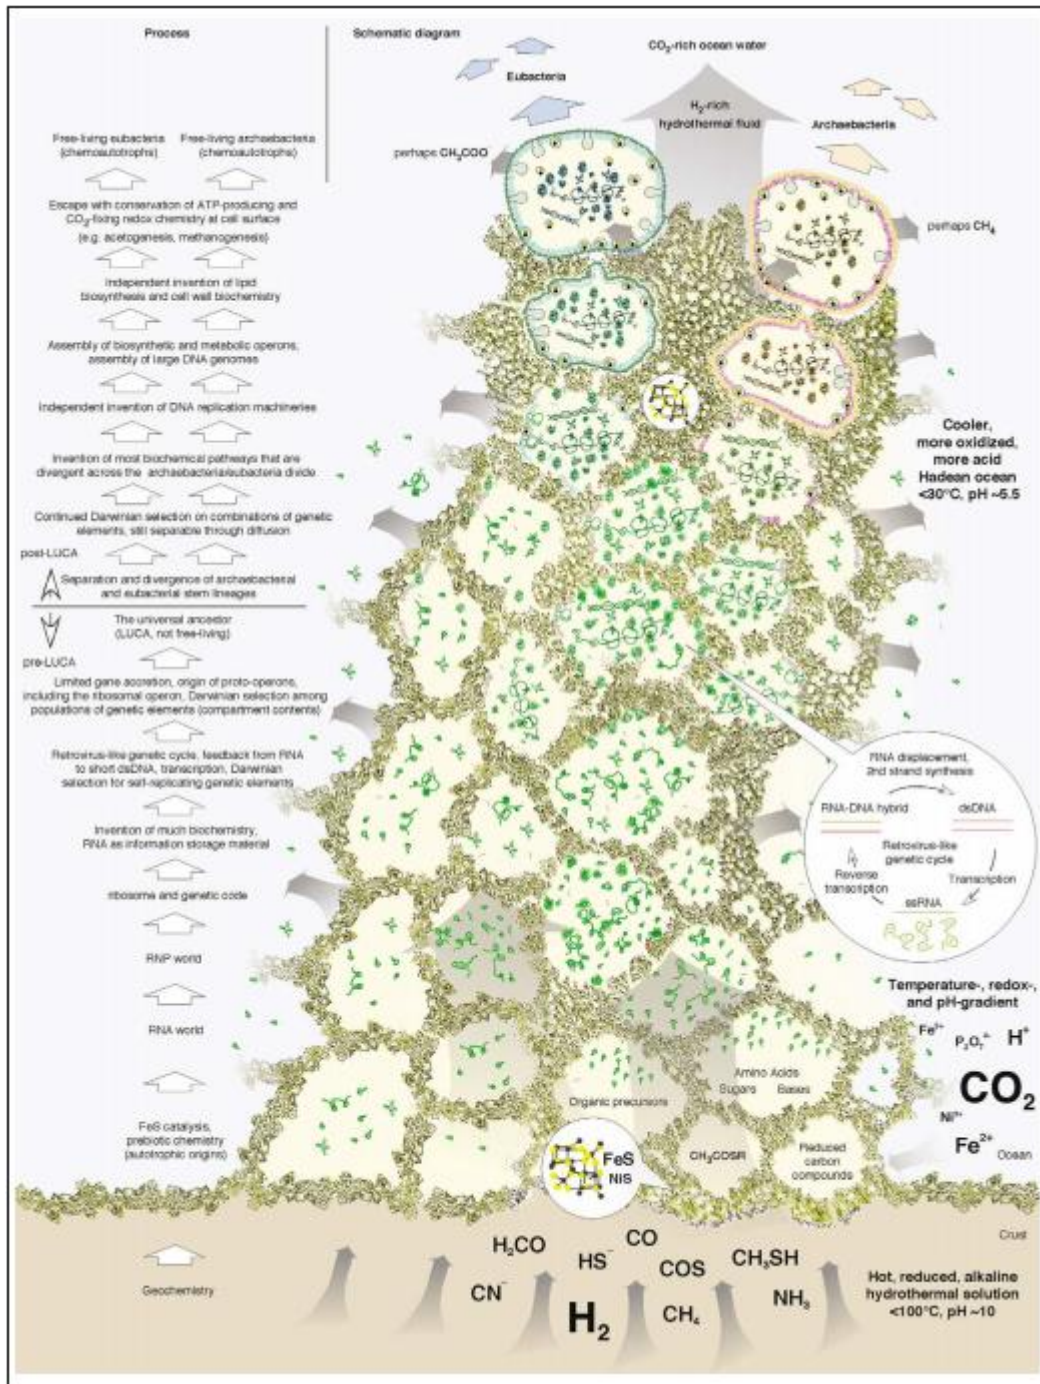 Process
Schematic diagram
CO₂-rich ocean water
Eubacteria
H₂-rich
hydrothermal fluid
Archaebacteria
Free-living eubacteria
(chemoautotrophs)
Free-living archaebacteria
(chemoautotrophs)
perhaps CH₃COO
perhaps CH₄
Escape with conservation of ATP-producing and
CO₂-fixing redox chemistry at cell surface
(e.g. acetogenesis, methanogenesis)
Independent invention of lipid
biosynthesis and cell wall biochemistry
Assembly of biosynthetic and metabolic operons,
assembly of large DNA genomes
Independent invention of DNA replication machineries
Invention of most biochemical pathways that are
divergent across the archaebacteria/eubacteria divide
Continued Darwinian selection on combinations of genetic
elements, still separable through diffusion
post-LUCA
Separation and divergence of archaebacterial
and eubacterial stem lineages
The universal ancestor
(LUCA, not free-living)
pre-LUCA
Limited gene accretion, origin of proto-operons,
including the ribosomal operon, Darwinian selection among
populations of genetic elements (compartment contents)
Retrovirus-like genetic cycle, feedback from RNA
to short dsDNA, transcription, Darwinian
selection for self-replicating genetic elements
Invention of much biochemistry,
RNA as information storage material
ribosome and genetic code
RNP world
RNA world
FeS catalysis,
prebiotic chemistry
(autotrophic origins)
Geochemistry
Cooler,
more oxidized,
more acid
Hadean ocean
<30°C, pH ~5.5
RNA displacement,
2nd strand synthesis
RNA-DNA hybrid
dsDNA
Retrovirus-like
genetic cycle
Reverse
transcription
Transcription
ssRNA
Temperature-, redox-,
and pH-gradient
P₂O₇⁴⁻
H⁺
CO₂
Fe²⁺
Ocean
Amino Acids
Sugars Bases
Organic precursors
FeS
NiS
CH₃COSR
Reduced
carbon
compounds
Crust
H₂CO
HS⁻
CO
COS
CH₃SH
CN⁻
H₂
CH₄
NH₃
Hot, reduced, alkaline
hydrothermal solution
<100°C, pH ~10